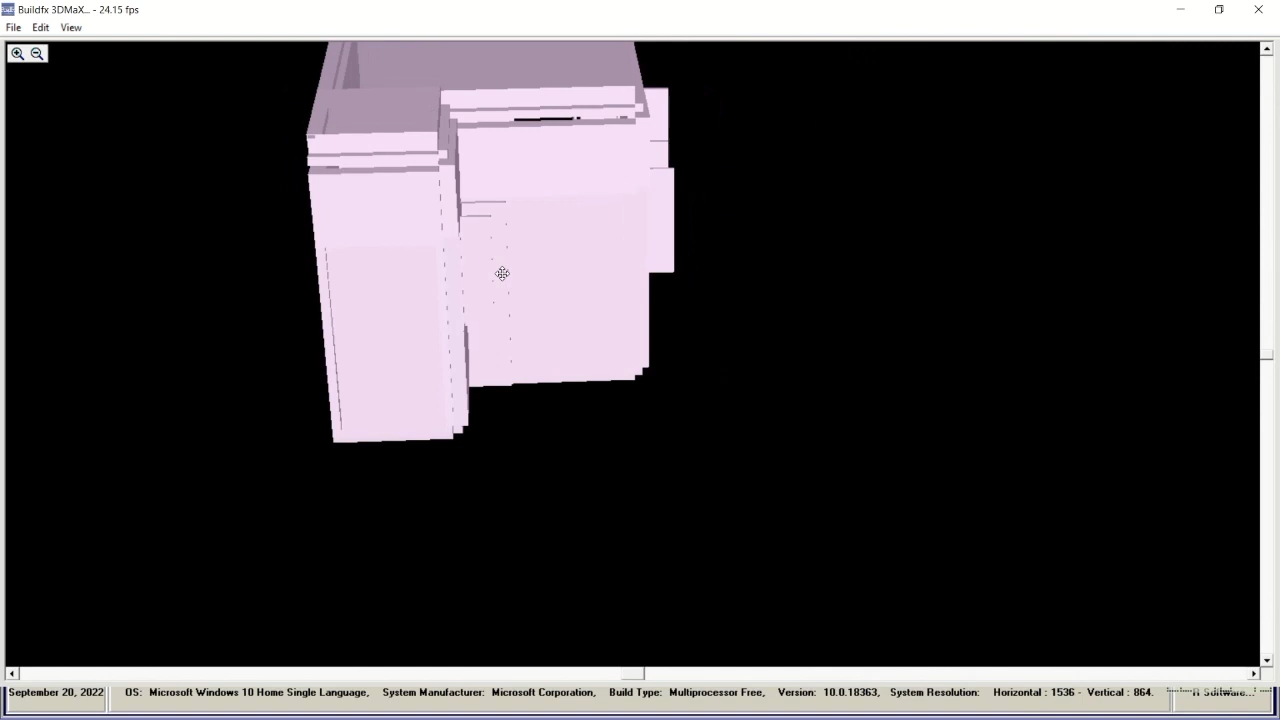 Buildfx 3DMaX... - 24.15 fps
File Edit View
September 20, 2022 OS: Microsoft Windows 10 Home Single Language, System Manufacturer: Microsoft Corporation, Build Type: Multiprocessor Free, Version: 10.0.18363, System Resolution: Horizontal : 1536 - Vertical : 864. Software...